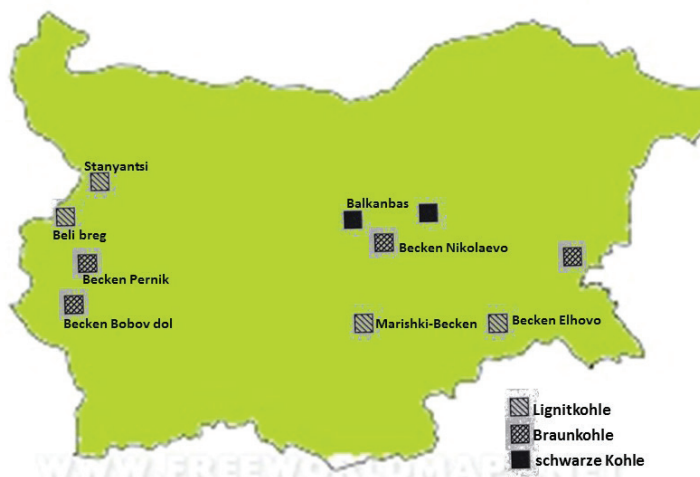 Stanyantsi
Balkanbas
Beli breg
Becken Nikolaevo
Becken Pernik
Becken Bobov dol
Marishki-Becken
Becken Elhovo
Lignitkohle
Braunkohle
schwarze Kohle